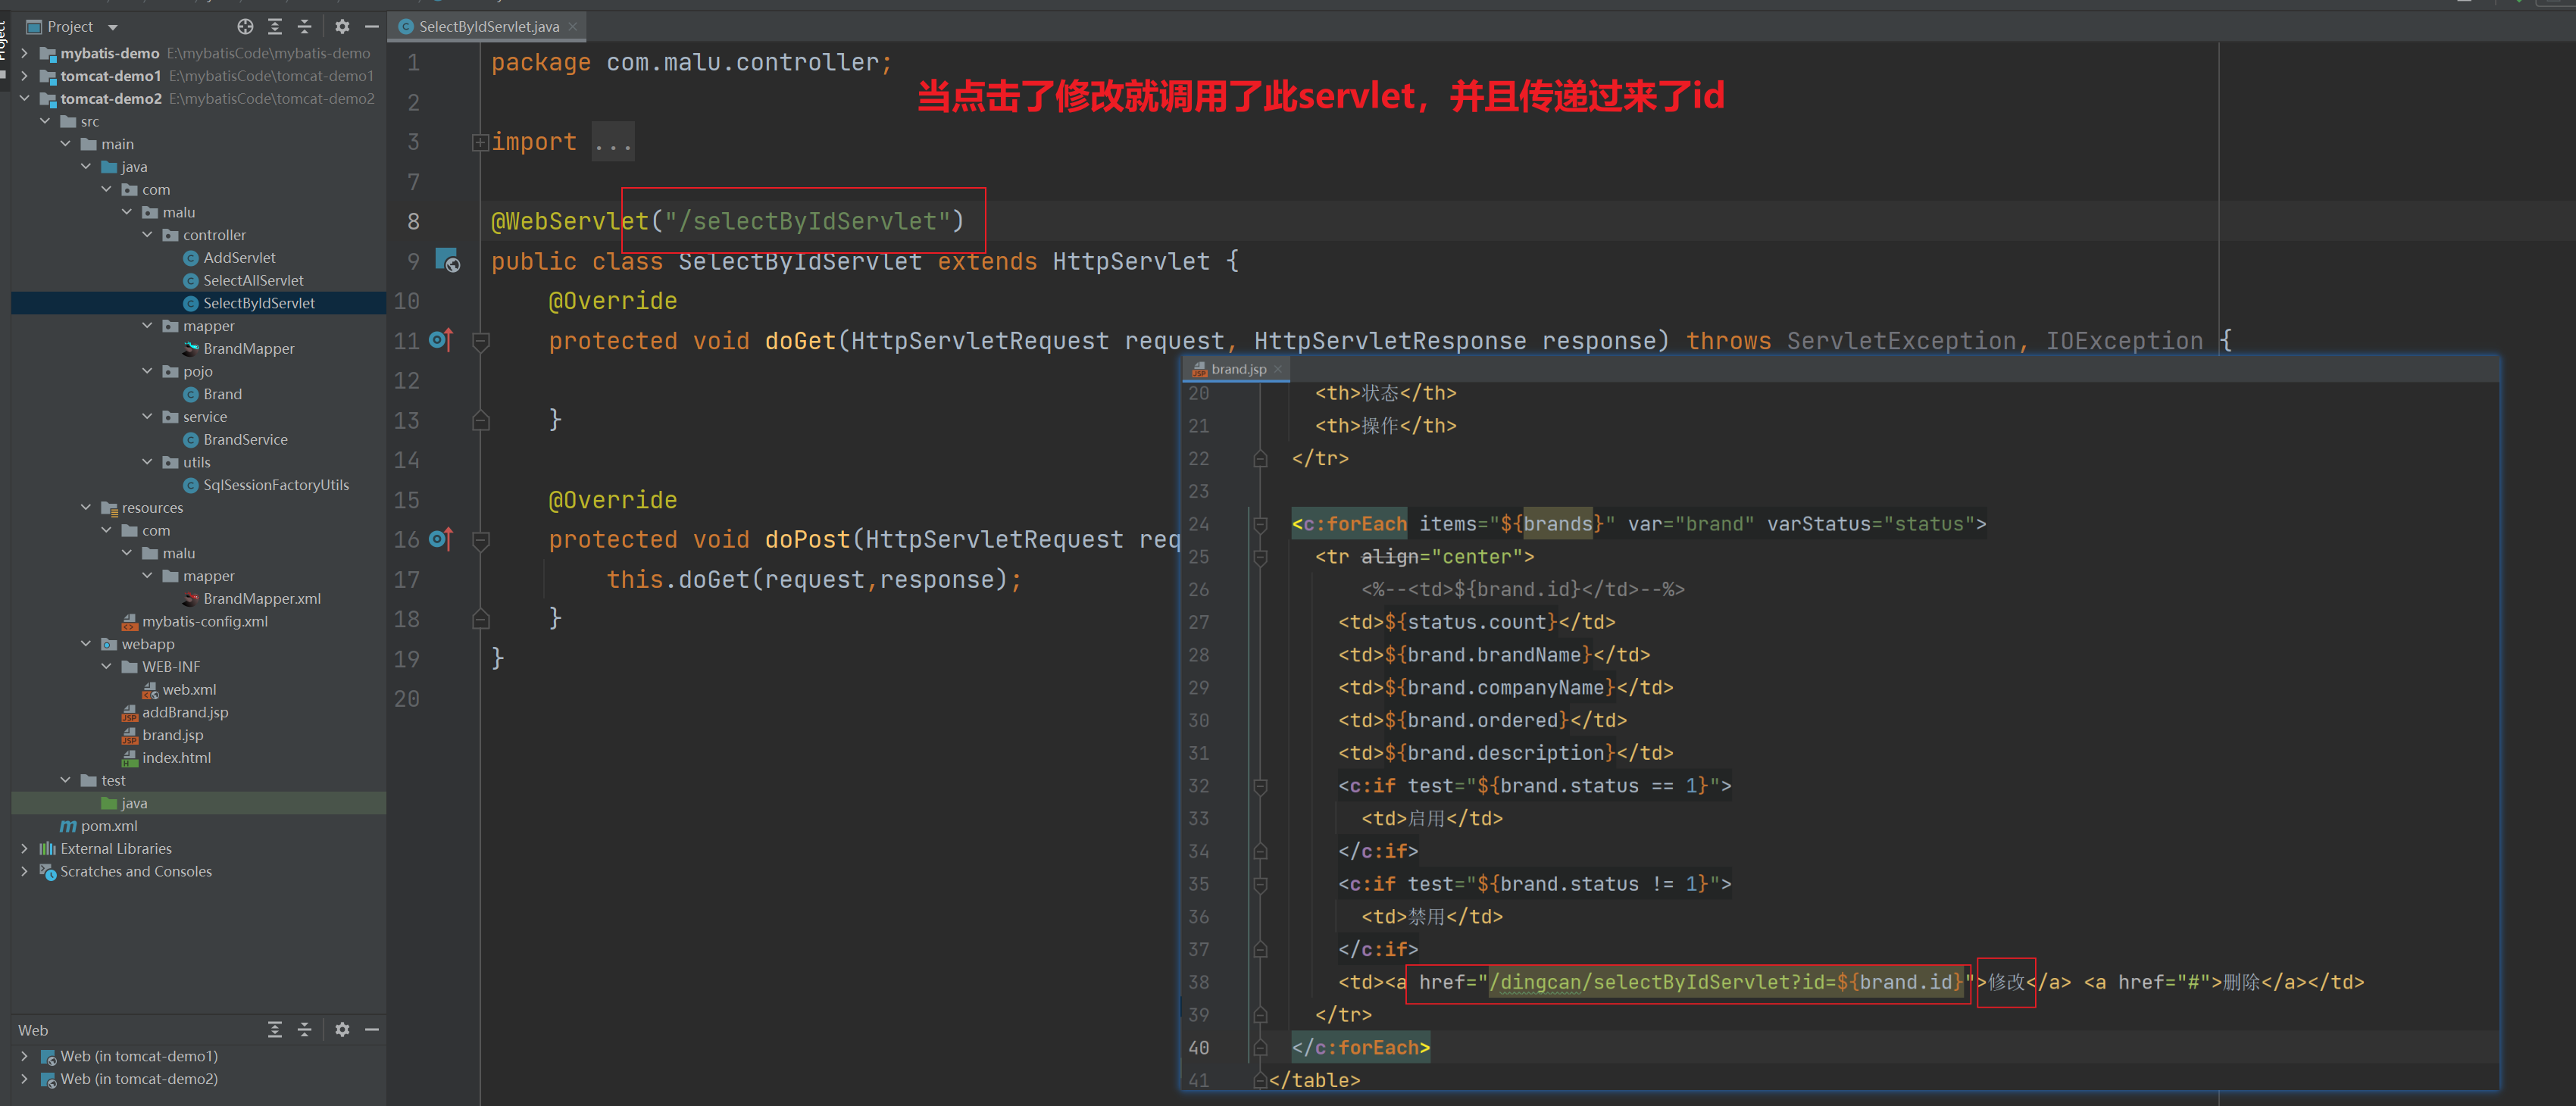 Project
SelectByIdServlet.java
mybatis-demo E:\mybatisCode\mybatis-demo
tomcat-demo1 E:\mybatisCode\tomcat-demo1
tomcat-demo2 E:\mybatisCode\tomcat-demo2
src
main
java
com
malu
controller
AddServlet
SelectAllServlet
SelectByIdServlet
mapper
BrandMapper
pojo
Brand
service
BrandService
utils
SqlSessionFactoryUtils
resources
com
malu
mapper
BrandMapper.xml
mybatis-config.xml
webapp
WEB-INF
web.xml
addBrand.jsp
brand.jsp
index.html
test
java
pom.xml
External Libraries
Scratches and Consoles
Web
Web (in tomcat-demo1)
Web (in tomcat-demo2)
1 package com.malu.controller;
当点击了修改就调用了此servlet，并且传递过来了id
2
3 import ...
7
8 @WebServlet("/selectByIdServlet")
9 public class SelectByIdServlet extends HttpServlet {
10 @Override
11 protected void doGet(HttpServletRequest request, HttpServletResponse response) throws ServletException, IOException {
12
13 }
14
15 @Override
16 protected void doPost(HttpServletRequest req
17 this.doGet(request,response);
18 }
19 }
20
brand.jsp
20 <th>状态</th>
21 <th>操作</th>
22 </tr>
23
24 <c:forEach items="${brands}" var="brand" varStatus="status">
25 <tr align="center">
26 <%--<td>${brand.id}</td>--%>
27 <td>${status.count}</td>
28 <td>${brand.brandName}</td>
29 <td>${brand.companyName}</td>
30 <td>${brand.ordered}</td>
31 <td>${brand.description}</td>
32 <c:if test="${brand.status == 1}">
33 <td>启用</td>
34 </c:if>
35 <c:if test="${brand.status != 1}">
36 <td>禁用</td>
37 </c:if>
38 <td><a href="/dingcan/selectByIdServlet?id=${brand.id}">修改</a> <a href="#">删除</a></td>
39 </tr>
40 </c:forEach>
41 </table>